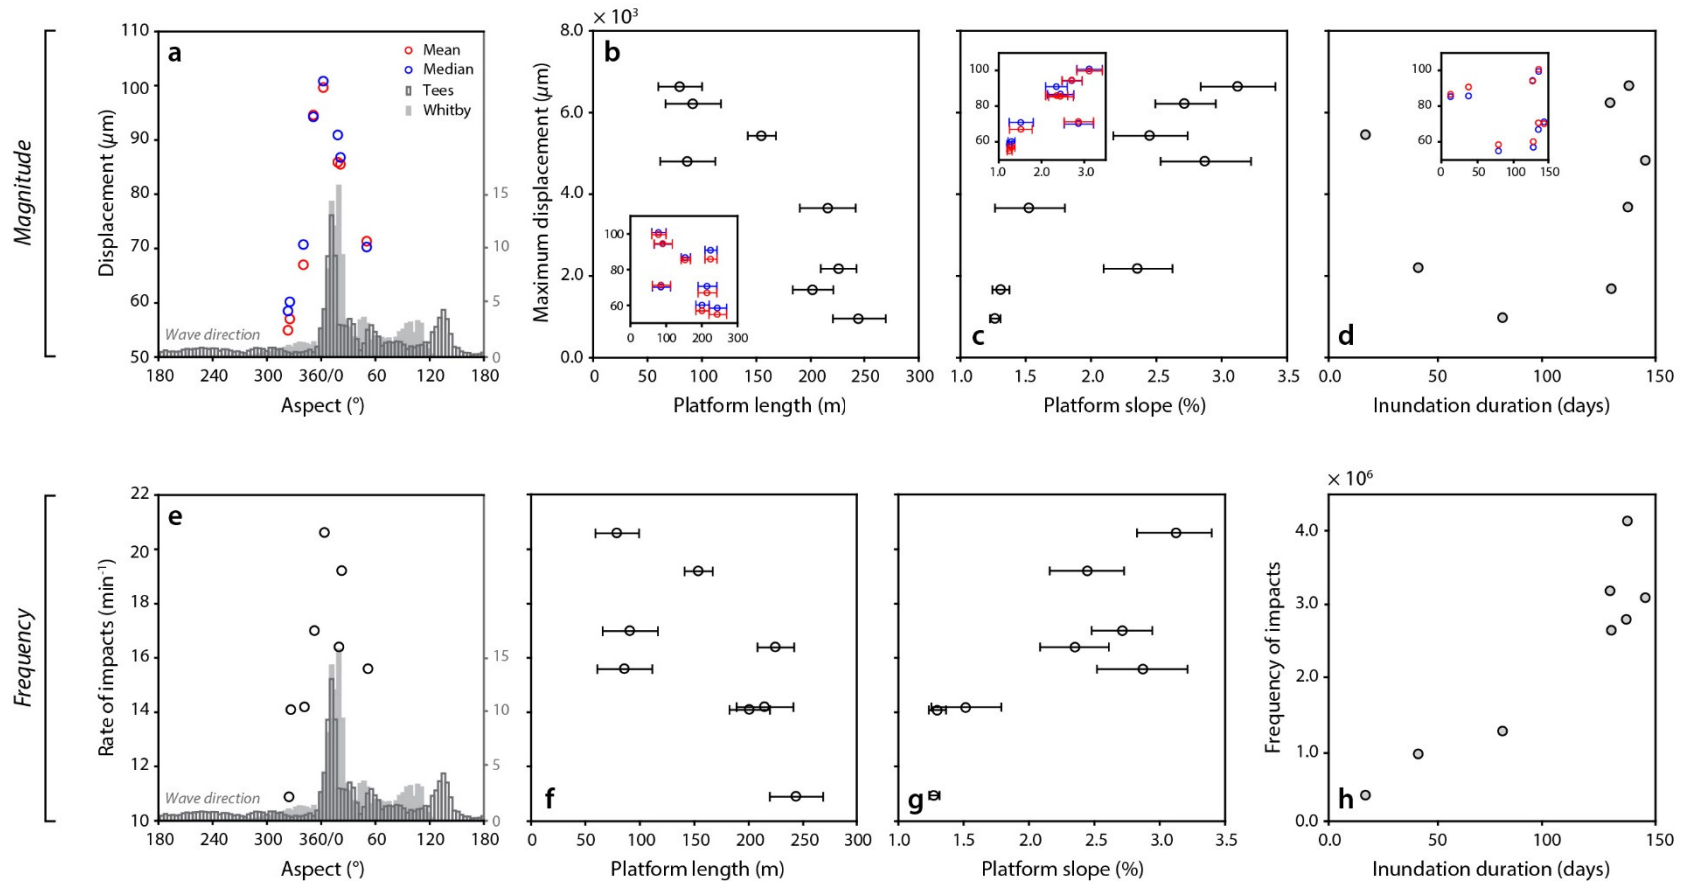 Magnitude
110
100
90
80
70
60
50
Displacement (μm)
a
Mean
Median
Tees
Whitby
15
10
5
0
Wave direction
180 240 300 360/0 60 120 180
Aspect (°)
× 10³
8.0
6.0
4.0
2.0
0.0
Maximum displacement (μm)
b
100
80
60
0 100 200 300
0 50 100 150 200 250 300
Platform length (m)
100
80
60
1.0 2.0 3.0
c
1.0 1.5 2.0 2.5 3.0 3.5
Platform slope (%)
100
80
60
0 50 100 150
d
0.0 50 100 150
Inundation duration (days)
Frequency
22
20
18
16
14
12
10
Rate of impacts (min⁻¹)
e
15
10
5
0
Wave direction
180 240 300 360/0 60 120 180
Aspect (°)
f
0 50 100 150 200 250 300
Platform length (m)
g
1.0 1.5 2.0 2.5 3.0 3.5
Platform slope (%)
× 10⁶
4.0
3.0
2.0
1.0
0.0
Frequency of impacts
h
0.0 50 100 150
Inundation duration (days)